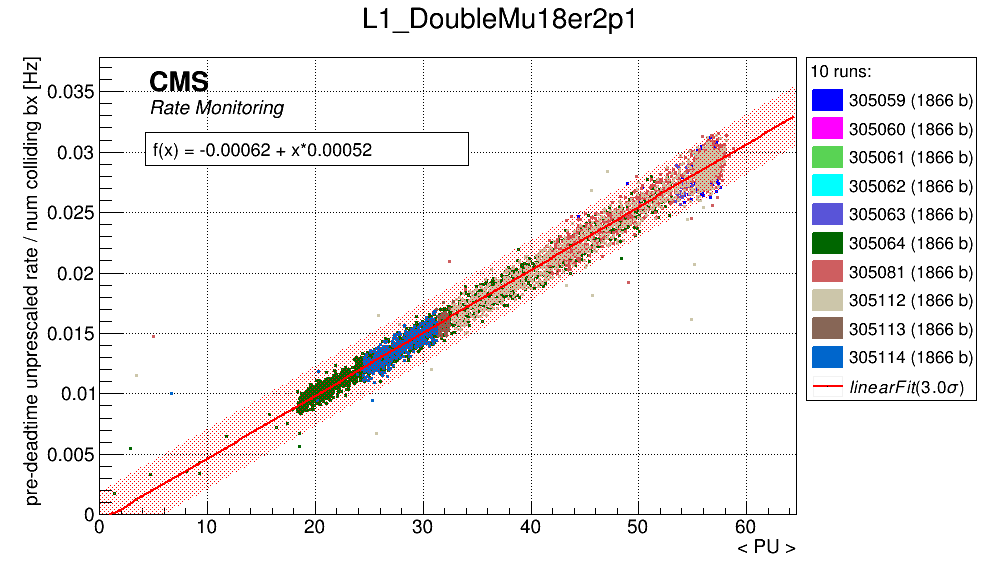 L1_DoubleMu18er2p1
pre-deadtime unprescaled rate / num colliding bx [Hz]
CMS
Rate Monitoring
f(x) = -0.00062 + x*0.00052
0.035
0.03
0.025
0.02
0.015
0.01
0.005
0
0 10 20 30 40 50 60
< PU >
10 runs:
305059 (1866 b)
305060 (1866 b)
305061 (1866 b)
305062 (1866 b)
305063 (1866 b)
305064 (1866 b)
305081 (1866 b)
305112 (1866 b)
305113 (1866 b)
305114 (1866 b)
linearFit(3.0σ)